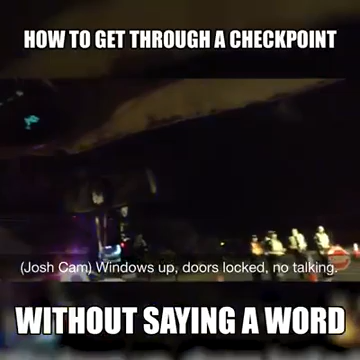 HOW TO GET THROUGH A CHECKPOINT
(Josh Cam) Windows up, doors locked, no talking.
WITHOUT SAYING A WORD